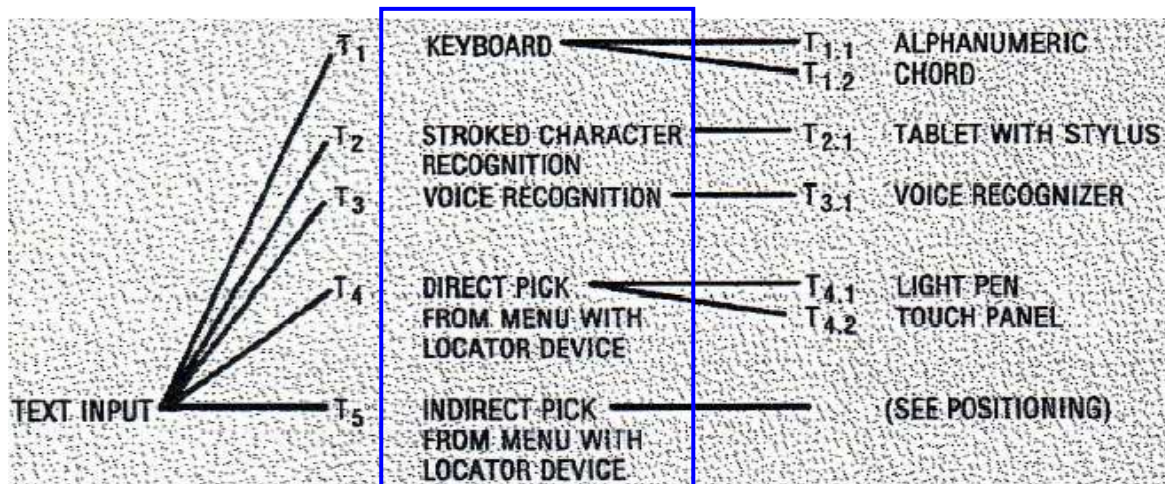 T1 KEYBOARD T1.1 ALPHANUMERIC
T1.2 CHORD
T2 STROKED CHARACTER T2.1 TABLET WITH STYLUS
RECOGNITION
T3 VOICE RECOGNITION T3.1 VOICE RECOGNIZER
T4 DIRECT PICK T4.1 LIGHT PEN
FROM MENU WITH T4.2 TOUCH PANEL
LOCATOR DEVICE
TEXT INPUT T5 INDIRECT PICK (SEE POSITIONING)
FROM MENU WITH
LOCATOR DEVICE